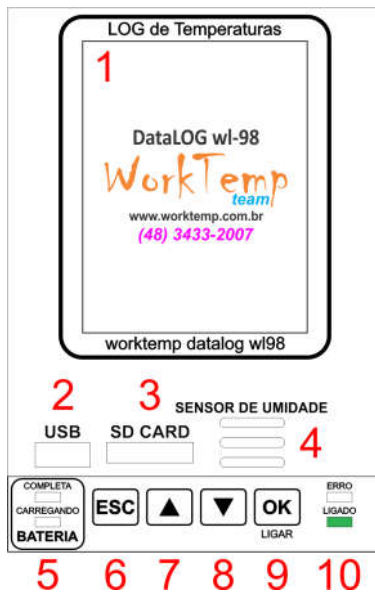 LOG de Temperaturas
1
DataLOG wl-98
WorkTemp
team
www.worktemp.com.br
(48) 3433-2007
worktemp datalog wl98
2
3
USB
SD CARD
SENSOR DE UMIDADE
4
COMPLETA
CARREGANDO
BATERIA
ESC
▲
▼
OK
LIGAR
ERRO
LIGADO
5 6 7 8 9 10